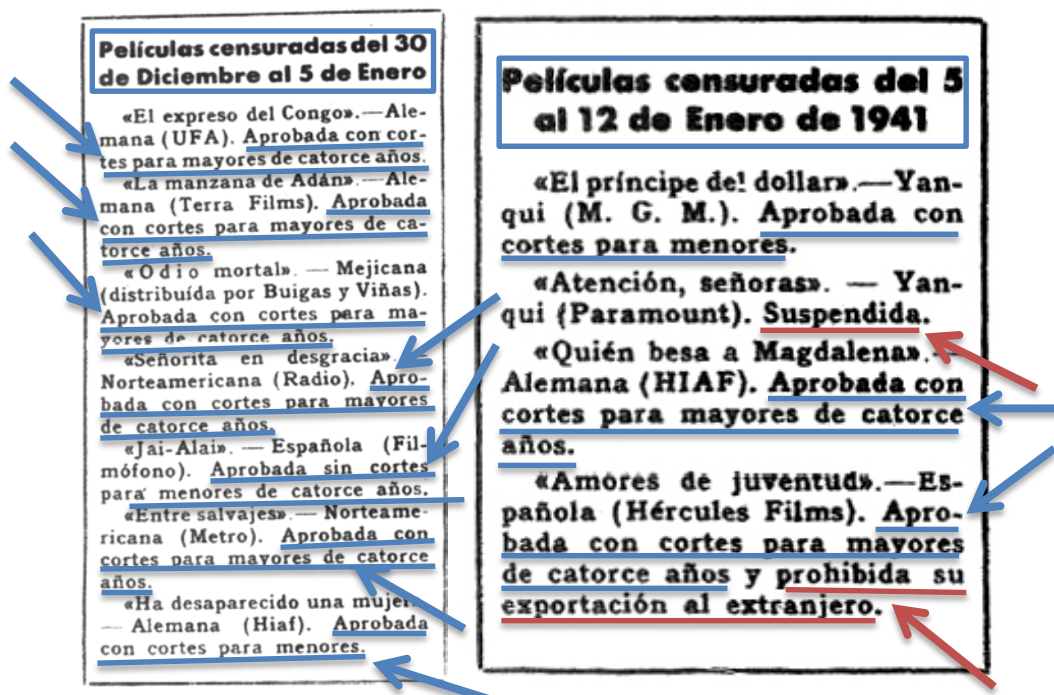 Películas censuradas del 30
de Diciembre al 5 de Enero
«El expreso del Congo».—Ale-
mana (UFA). Aprobada con cor-
tes para mayores de catorce años.
«La manzana de Adán».—Ale-
mana (Terra Films). Aprobada
con cortes para mayores de ca-
torce años.
«Odio mortal». — Mejicana
(distribuída por Buigas y Viñas).
Aprobada con cortes para ma-
yores de catorce años.
«Señorita en desgracia».—
Norteamericana (Radio). Apro-
bada con cortes para mayores
de catorce años.
«Jai-Alai». — Española (Fil-
mófono). Aprobada sin cortes
para menores de catorce años.
«Entre salvajes».— Norteame-
ricana (Metro). Aprobada con
cortes para mayores de catorce
años.
«Ha desaparecido una mujer».
— Alemana (Hiaf). Aprobada
con cortes para menores.
Películas censuradas del 5
al 12 de Enero de 1941
«El príncipe del dollar».—Yan-
qui (M. G. M.). Aprobada con
cortes para menores.
«Atención, señoras». — Yan-
qui (Paramount). Suspendida.
«Quién besa a Magdalena».—
Alemana (HIAF). Aprobada con
cortes para mayores de catorce
años.
«Amores de juventud».—Es-
pañola (Hércules Films). Apro-
bada con cortes para mayores
de catorce años y prohibida su
exportación al extranjero.